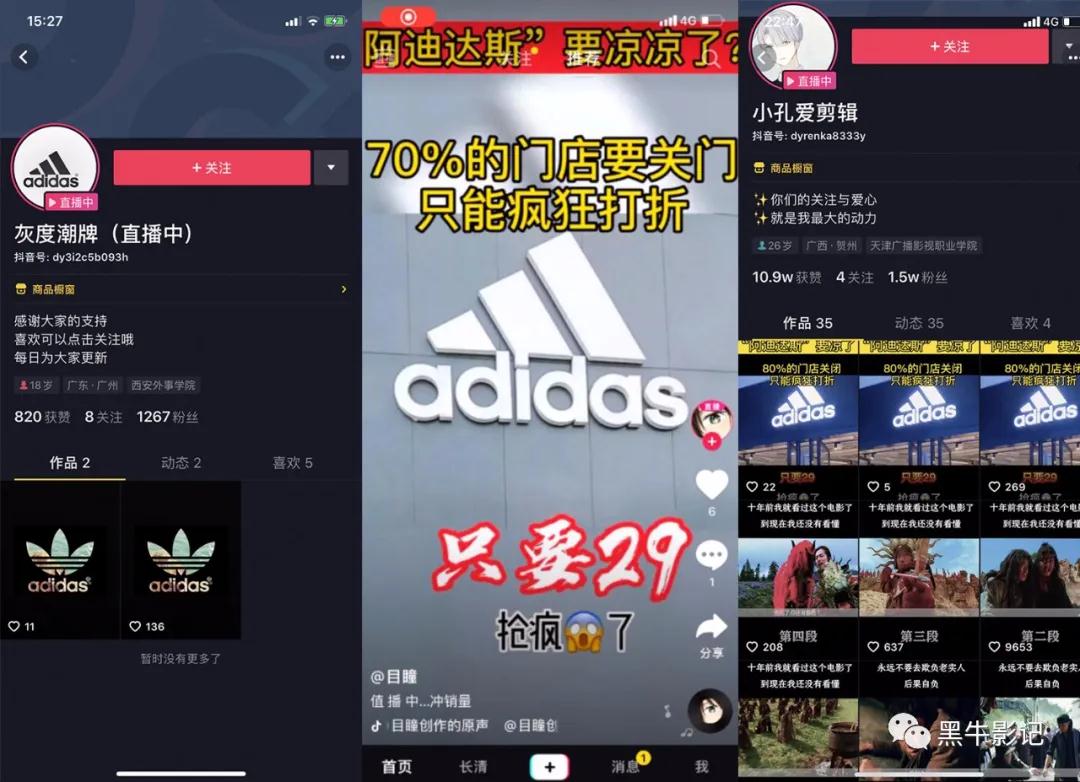 15:27
adidas
直播中
+关注
灰度潮牌（直播中）
抖音号: dy3i2c5b093h
商品橱窗
感谢大家的支持
喜欢可以点击关注哦
每日为大家更新
18岁
广东·广州
西安外事学院
820获赞 8关注 1267粉丝
作品 2
动态 2
喜欢 5
adidas
adidas
11
136
暂时没有更多了
4G
阿迪达斯”要凉凉了?
关注
推荐
70%的门店要关门
只能疯狂打折
adidas
直播
6
1
分享
只要29
抢疯了
@目瞳
值 播 中...冲销量
目瞳创作的原声 @目瞳创
首页
长清
消息
1
我
22:47
4G
直播中
+关注
小孔爱剪辑
抖音号: dyrenka8333y
商品橱窗
你们的关注与爱心
就是我最大的动力
26岁
广西·贺州
天津广播影视职业学院
10.9w获赞 4关注 1.5w粉丝
作品 35
动态 35
喜欢 4
"阿迪达斯"要凉了
"阿迪达斯"要凉了
"阿迪达斯"要凉
80%的门店关闭
只能疯狂打折
80%的门店关闭
只能疯狂打折
80%的门店关闭
只能疯狂打折
adidas
adidas
adidas
只要29
抢疯了
只要29
抢疯了
只要29
抢疯了
22
5
269
十年前我就看过这个电影了
到现在我还没有看懂
十年前我就看过这个电影了
到现在我还没有看懂
十年前我就看过这个电
到现在我还没有看懂
第四段
第三段
第二段
208
637
9653
十年前我就看过这个电影了
到现在我还没有看懂
永远不要去欺负老实人
后果自负
永远不要去欺负老实
后果自负
黑牛影记